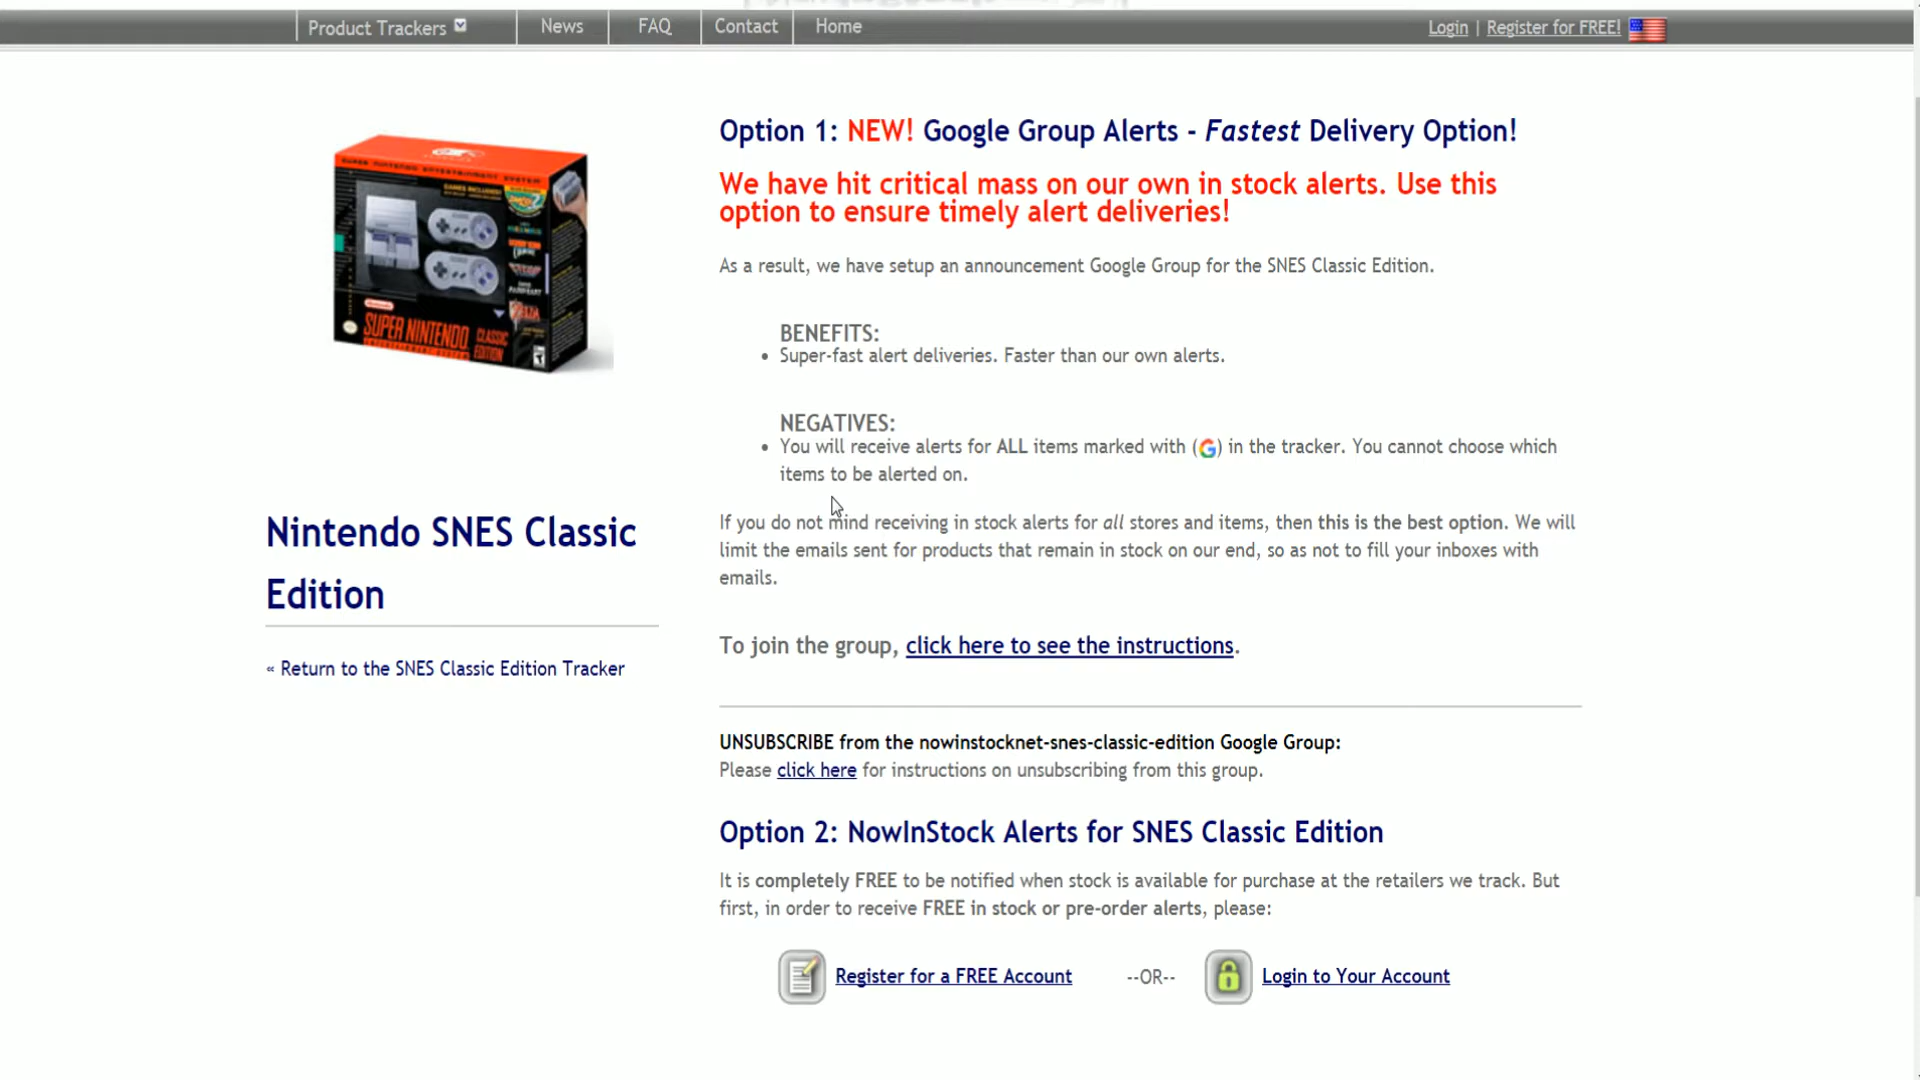 Product Trackers
News
FAQ
Contact
Home
Login | Register for FREE!
SUPER NINTENDO ENTERTAINMENT SYSTEM
SUPER NINTENDO
CLASSIC
EDITION
Nintendo SNES Classic
Edition
« Return to the SNES Classic Edition Tracker
Option 1: NEW! Google Group Alerts - Fastest Delivery Option!
We have hit critical mass on our own in stock alerts. Use this
option to ensure timely alert deliveries!
As a result, we have setup an announcement Google Group for the SNES Classic Edition.
BENEFITS:
• Super-fast alert deliveries. Faster than our own alerts.
NEGATIVES:
• You will receive alerts for ALL items marked with (G) in the tracker. You cannot choose which
items to be alerted on.
If you do not mind receiving in stock alerts for all stores and items, then this is the best option. We will
limit the emails sent for products that remain in stock on our end, so as not to fill your inboxes with
emails.
To join the group, click here to see the instructions.
UNSUBSCRIBE from the nowinstocknet-snes-classic-edition Google Group:
Please click here for instructions on unsubscribing from this group.
Option 2: NowInStock Alerts for SNES Classic Edition
It is completely FREE to be notified when stock is available for purchase at the retailers we track. But
first, in order to receive FREE in stock or pre-order alerts, please:
Register for a FREE Account --OR-- Login to Your Account